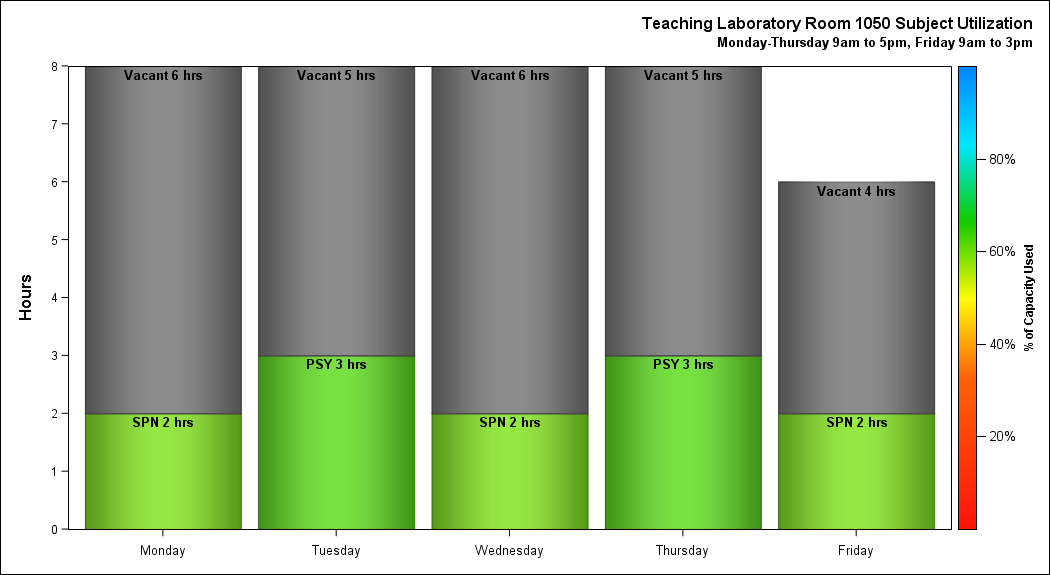 Teaching Laboratory Room 1050 Subject Utilization
Monday-Thursday 9am to 5pm, Friday 9am to 3pm
Hours
8
7
6
5
4
3
2
1
0
Vacant 6 hrs
Vacant 5 hrs
Vacant 6 hrs
Vacant 5 hrs
Vacant 4 hrs
SPN 2 hrs
PSY 3 hrs
SPN 2 hrs
PSY 3 hrs
SPN 2 hrs
Monday
Tuesday
Wednesday
Thursday
Friday
80%
60%
40%
20%
% of Capacity Used